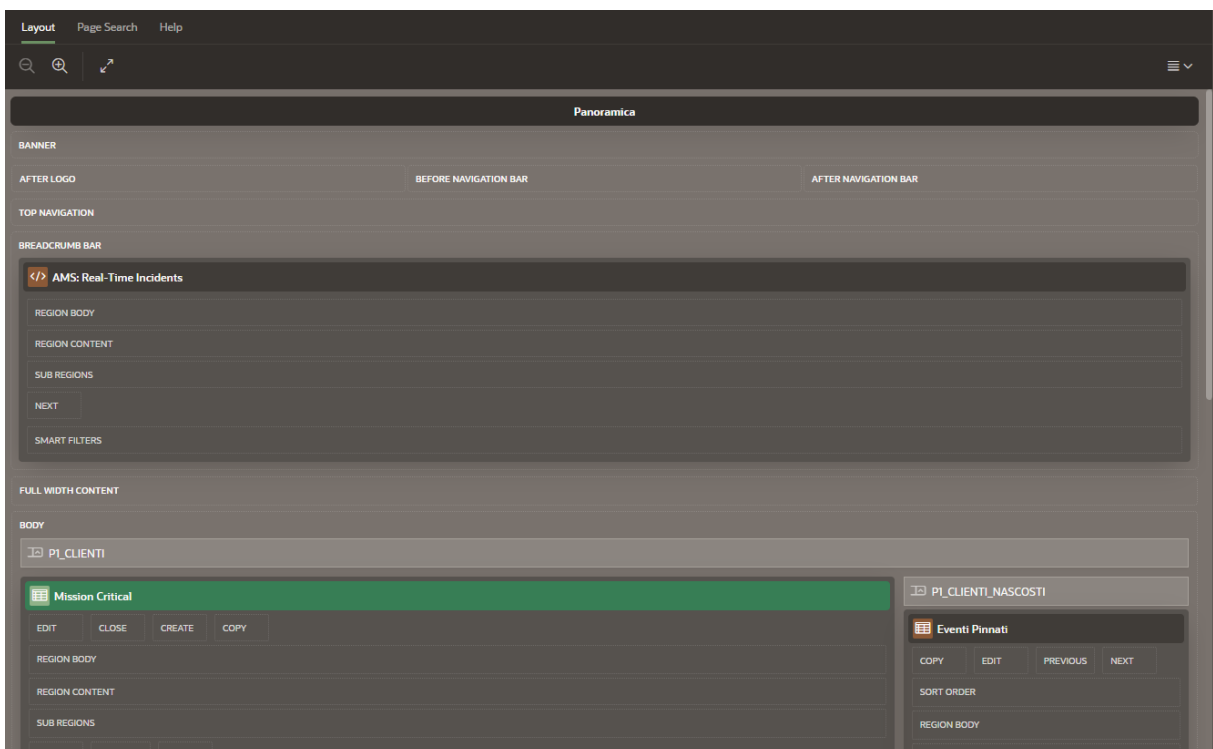 Layout Page Search Help
Panoramica
BANNER
AFTER LOGO BEFORE NAVIGATION BAR AFTER NAVIGATION BAR
TOP NAVIGATION
BREADCRUMB BAR
</> AMS: Real-Time Incidents
REGION BODY
REGION CONTENT
SUB REGIONS
NEXT
SMART FILTERS
FULL WIDTH CONTENT
BODY
P1_CLIENTI
Mission Critical
EDIT CLOSE CREATE COPY
REGION BODY
REGION CONTENT
SUB REGIONS
P1_CLIENTI_NASCOSTI
Eventi Pinnati
COPY EDIT PREVIOUS NEXT
SORT ORDER
REGION BODY